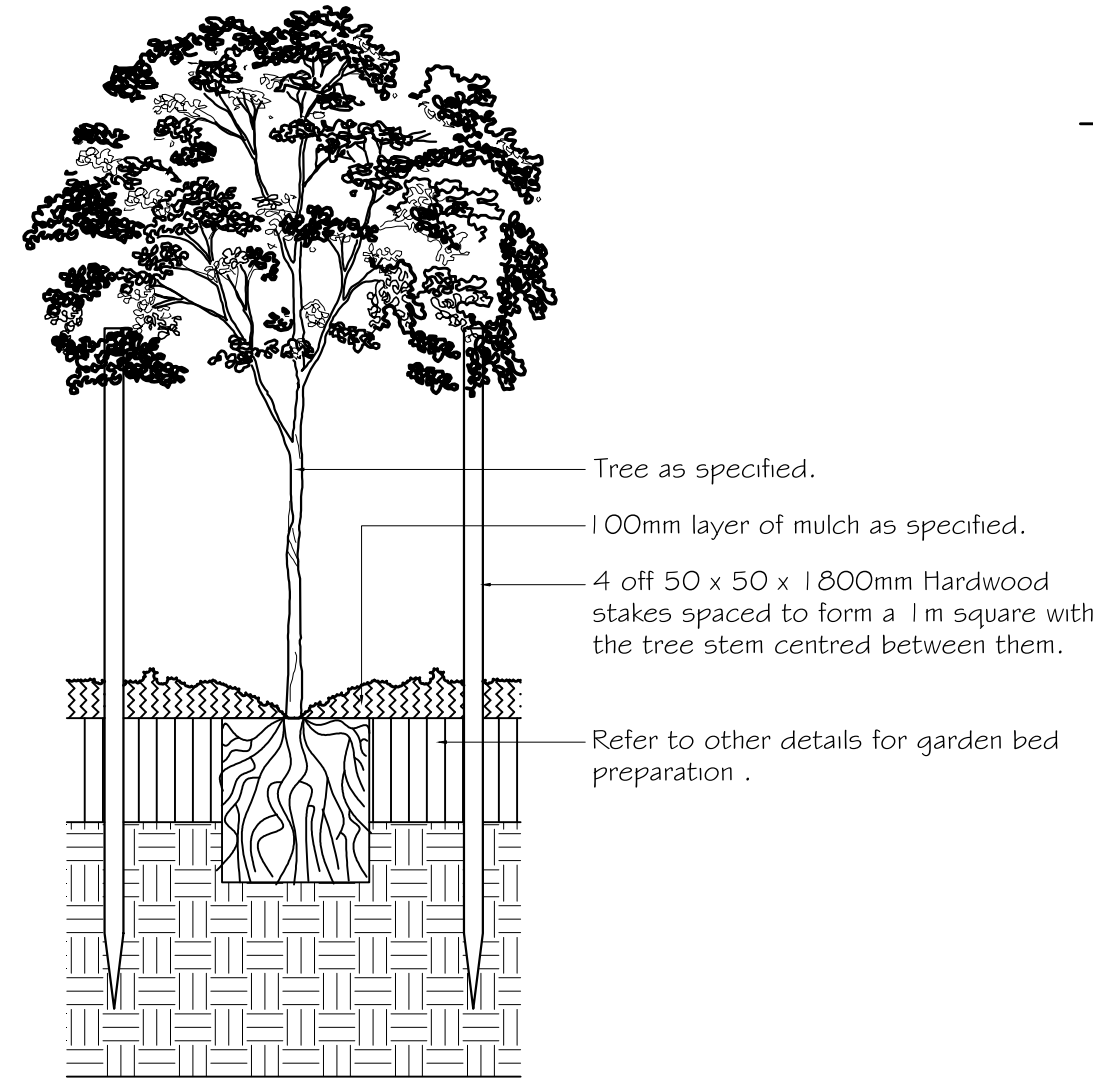 Tree as specified.
100mm layer of mulch as specified.
4 off 50 x 50 x 1800mm Hardwood
stakes spaced to form a 1m square with
the tree stem centred between them.
Refer to other details for garden bed
preparation .